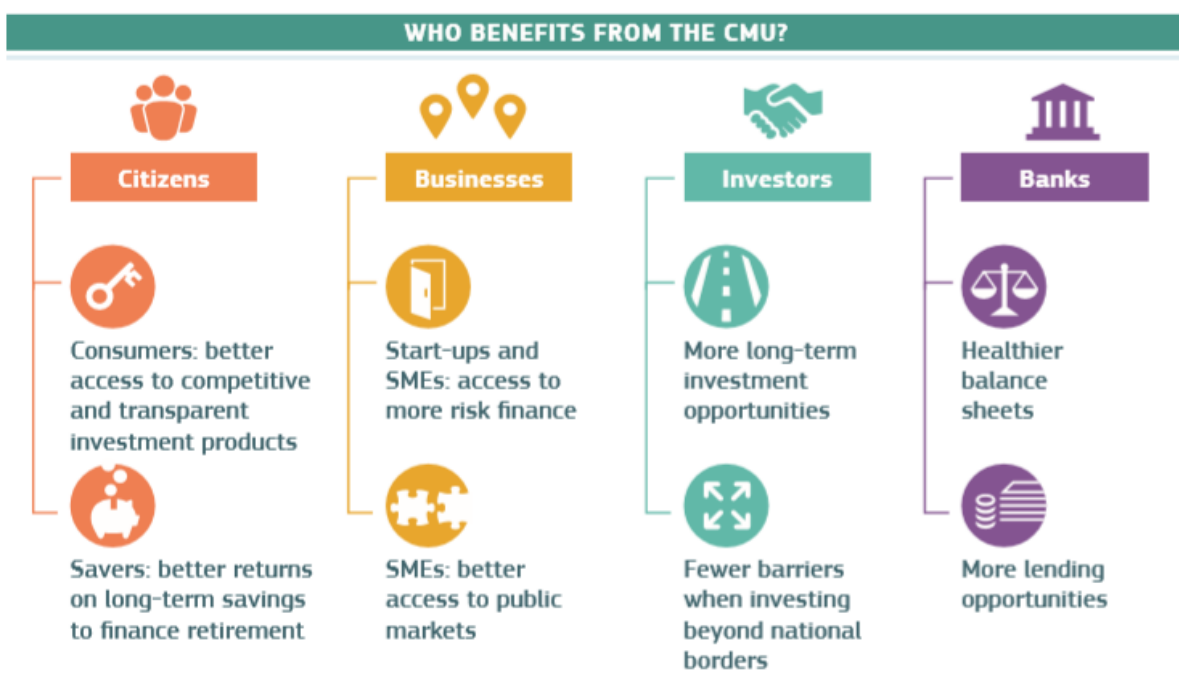 WHO BENEFITS FROM THE CMU?
Citizens
Consumers: better
access to competitive
and transparent
investment products
Savers: better returns
on long-term savings
to finance retirement
Businesses
Start-ups and
SMEs: access to
more risk finance
SMEs: better
access to public
markets
Investors
More long-term
investment
opportunities
Fewer barriers
when investing
beyond national
borders
Banks
Healthier
balance
sheets
More lending
opportunities